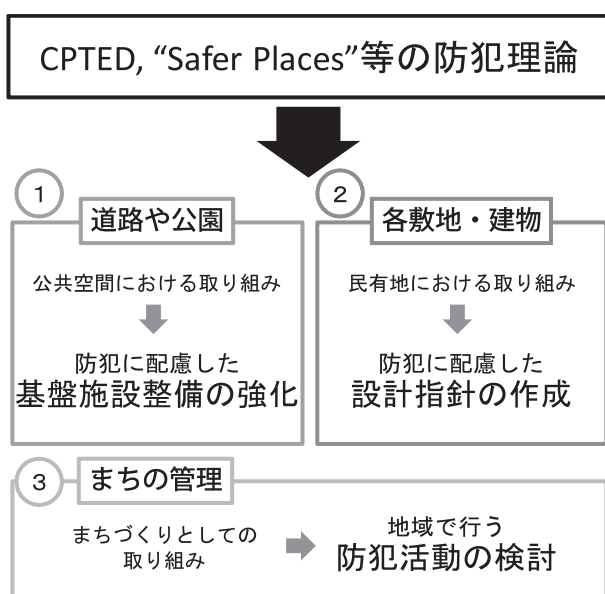 CPTED, “Safer Places”等の防犯理論
1
道路や公園
公共空間における取り組み
防犯に配慮した
基盤施設整備の強化
2
各敷地・建物
民有地における取り組み
防犯に配慮した
設計指針の作成
3
まちの管理
まちづくりとしての
取り組み
地域で行う
防犯活動の検討